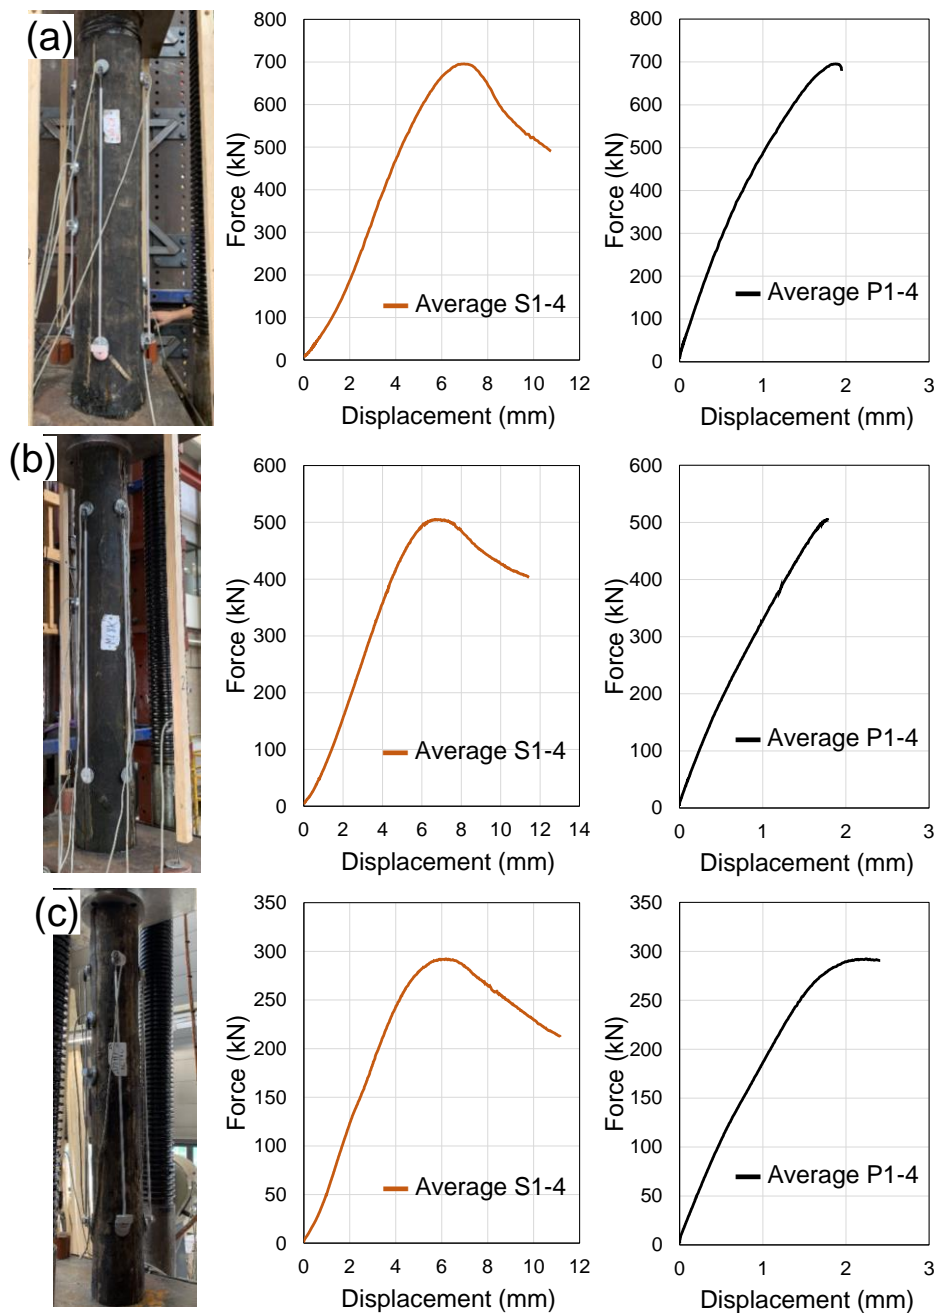 (a)
800
700
600
500
400
300
200
100
0
Force (kN)
Average S1-4
0 2 4 6 8 10 12
Displacement (mm)
800
700
600
500
400
300
200
100
0
Force (kN)
Average P1-4
0 1 2 3
Displacement (mm)
(b)
600
500
400
300
200
100
0
Force (kN)
Average S1-4
0 2 4 6 8 10 12 14
Displacement (mm)
600
500
400
300
200
100
0
Force (kN)
Average P1-4
0 1 2 3
Displacement (mm)
(c)
350
300
250
200
150
100
50
0
Force (kN)
Average S1-4
0 2 4 6 8 10 12
Displacement (mm)
350
300
250
200
150
100
50
0
Force (kN)
Average P1-4
0 1 2 3
Displacement (mm)